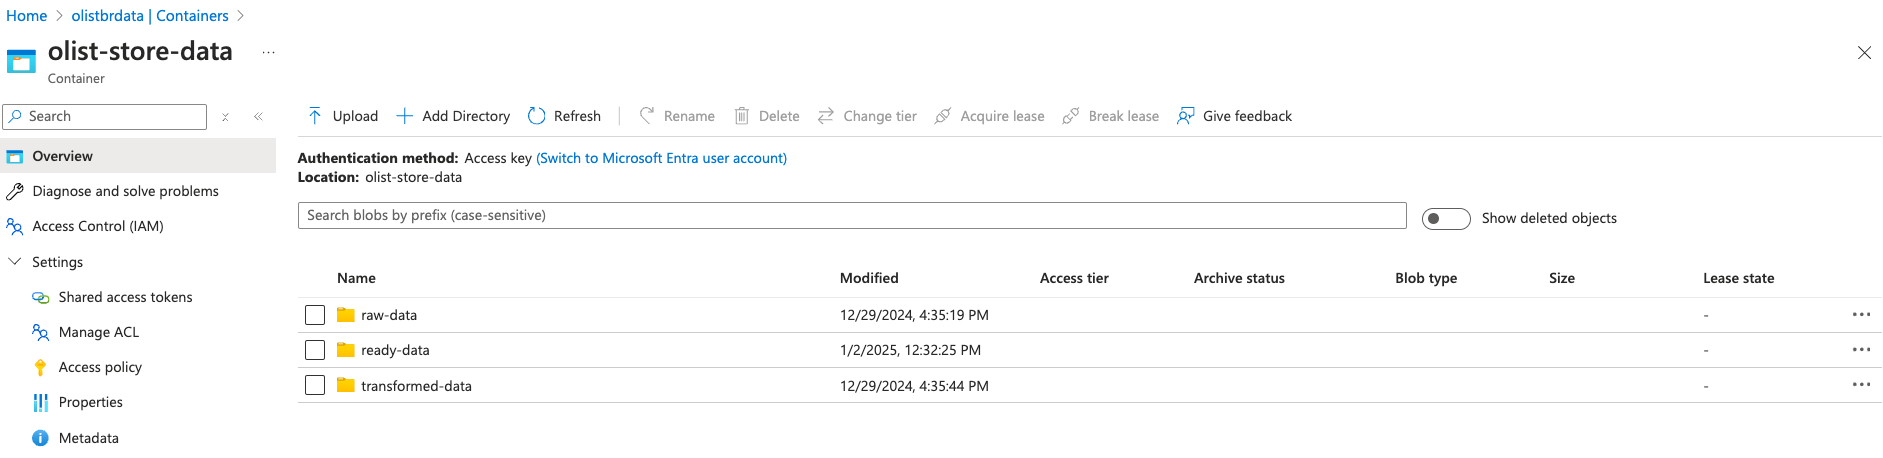 Home > olistbrdata | Containers >
olist-store-data ...
Container
Search
Overview
Diagnose and solve problems
Access Control (IAM)
Settings
Shared access tokens
Manage ACL
Access policy
Properties
Metadata
Upload Add Directory Refresh Rename Delete Change tier Acquire lease Break lease Give feedback
Authentication method: Access key (Switch to Microsoft Entra user account)
Location: olist-store-data
Search blobs by prefix (case-sensitive)
Show deleted objects
Name Modified Access tier Archive status Blob type Size Lease state
raw-data 12/29/2024, 4:35:19 PM - ...
ready-data 1/2/2025, 12:32:25 PM - ...
transformed-data 12/29/2024, 4:35:44 PM - ...